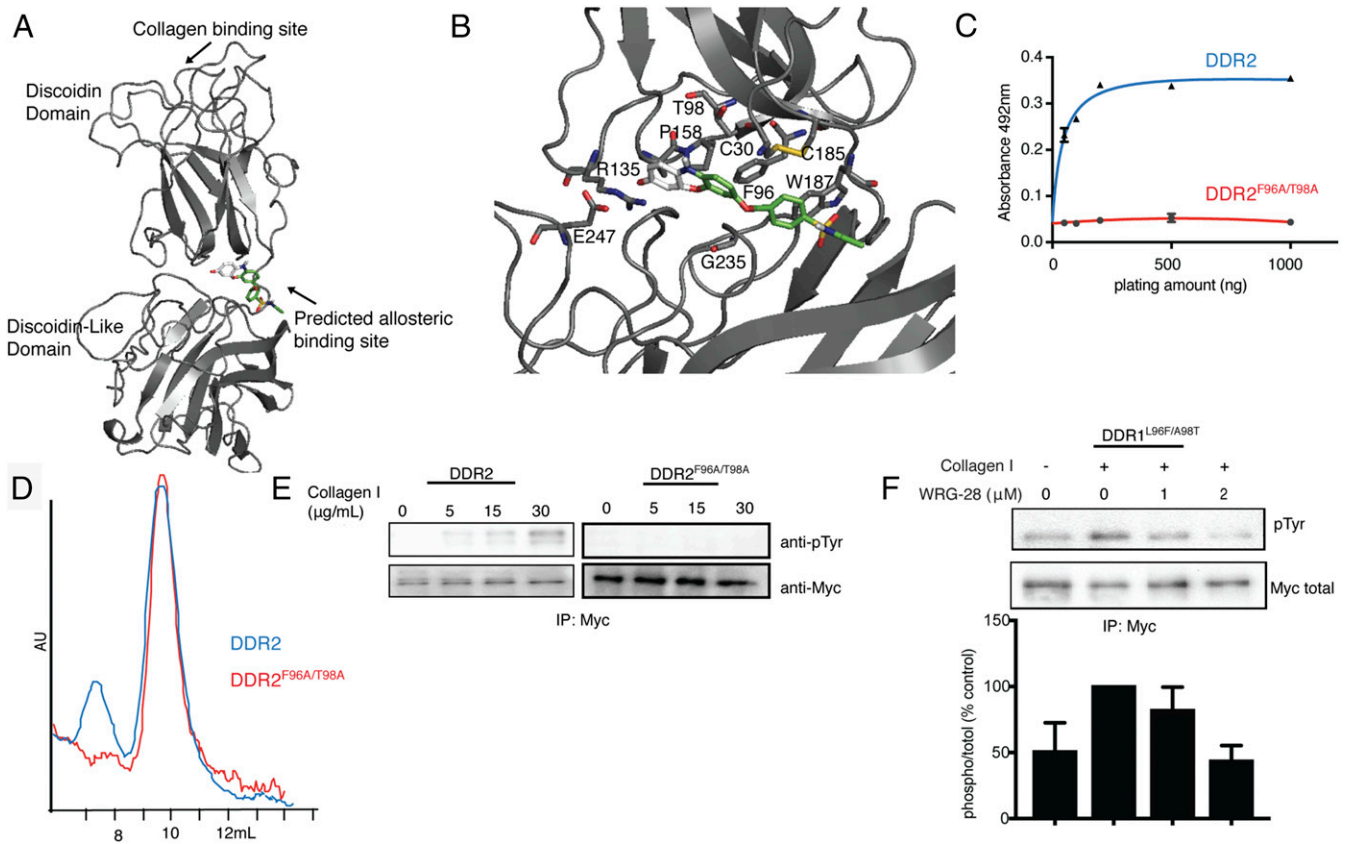 A
Collagen binding site
Discoidin
Domain
Discoidin-Like
Domain
Predicted allosteric
binding site
B
T98
P158
C30
C185
R135
F96
W187
E247
G235
C
DDR2
DDR2F96A/T98A
Absorbance 492nm
0.4
0.3
0.2
0.1
0.0
0
500
1000
plating amount (ng)
D
AU
DDR2
DDR2F96A/T98A
8
10
12mL
E
DDR2
DDR2F96A/T98A
Collagen I
(µg/mL)
0 5 15 30
0 5 15 30
anti-pTyr
anti-Myc
IP: Myc
F
DDR1L96F/A98T
Collagen I - + + +
WRG-28 (µM) 0 0 1 2
pTyr
Myc total
IP: Myc
phospho/totol (% control)
150
100
50
0